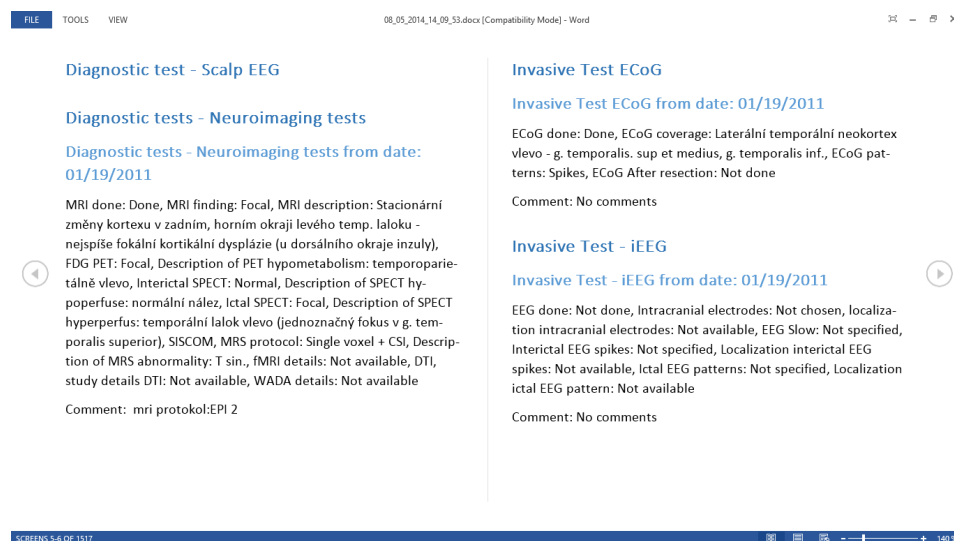 FILE TOOLS VIEW 08_05_2014_14_09_53.docx [Compatibility Mode] - Word
Diagnostic test - Scalp EEG
Diagnostic tests - Neuroimaging tests
Diagnostic tests - Neuroimaging tests from date:
01/19/2011
MRI done: Done, MRI finding: Focal, MRI description: Stacionární
změny kortexu v zadním, horním okraji levého temp. laloku -
nejspíše fokální kortikální dysplázie (u dorsálního okraje inzuly),
FDG PET: Focal, Description of PET hypometabolism: temporoparie-
tálně vlevo, Interictal SPECT: Normal, Description of SPECT hy-
poperfuse: normální nález, Ictal SPECT: Focal, Description of SPECT
hyperperfus: temporální lalok vlevo (jednoznačný fokus v g. tem-
poralis superior), SISCOM, MRS protocol: Single voxel + CSI, Descrip-
tion of MRS abnormality: T sin., fMRI details: Not available, DTI,
study details DTI: Not available, WADA details: Not available
Comment:  mri protokol:EPI 2
Invasive Test ECoG
Invasive Test ECoG from date: 01/19/2011
ECoG done: Done, ECoG coverage: Laterální temporální neokortex
vlevo - g. temporalis. sup et medius, g. temporalis inf., ECoG pat-
terns: Spikes, ECoG After resection: Not done
Comment: No comments
Invasive Test - iEEG
Invasive Test - iEEG from date: 01/19/2011
EEG done: Not done, Intracranial electrodes: Not chosen, localiza-
tion intracranial electrodes: Not available, EEG Slow: Not specified,
Interictal EEG spikes: Not specified, Localization interictal EEG
spikes: Not available, Ictal EEG patterns: Not specified, Localization
ictal EEG pattern: Not available
Comment: No comments
SCREENS 5-6 OF 1517 140 %